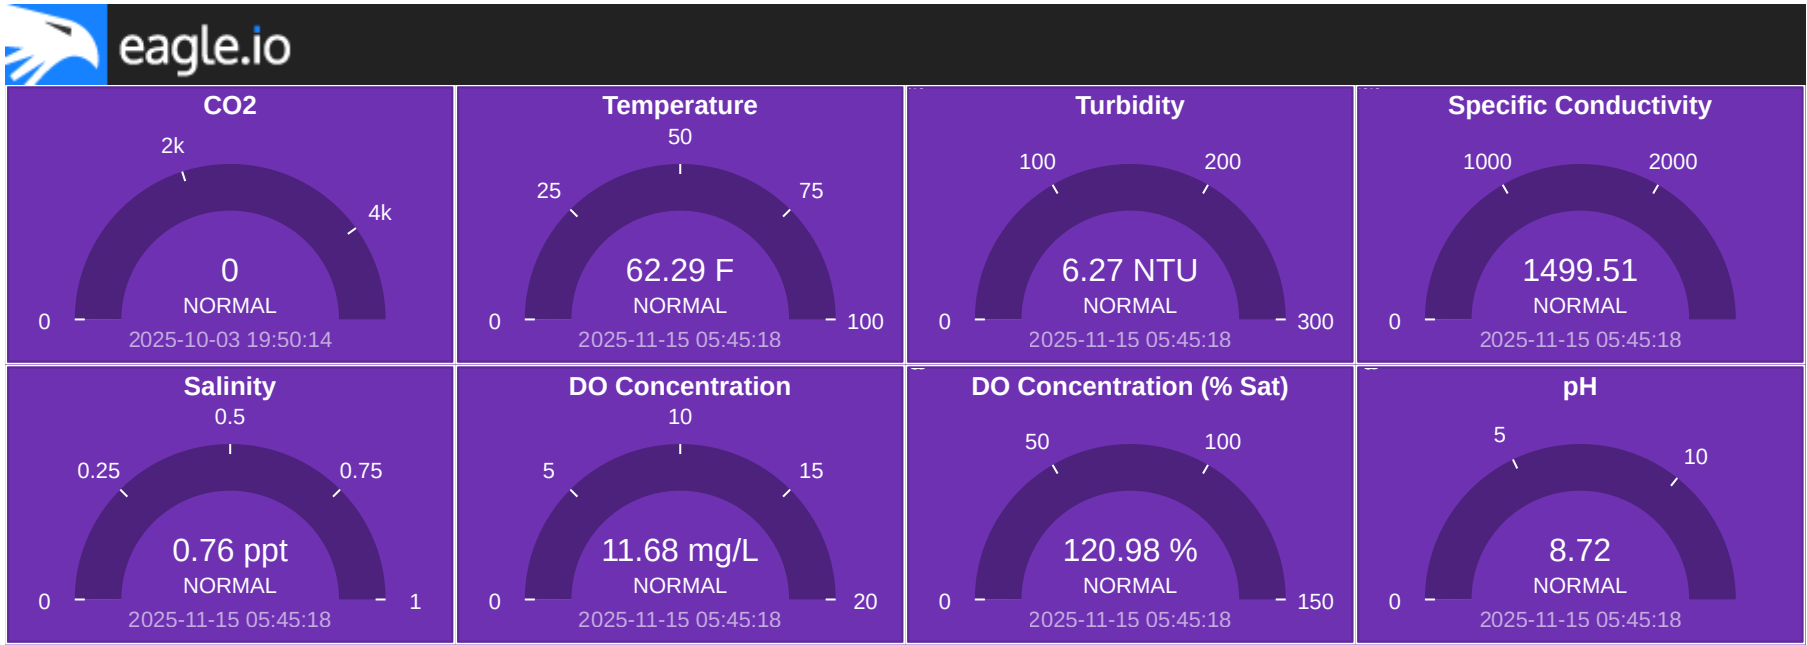 eagle.io
CO2
2k
4k
0
0
NORMAL
2025-10-03 19:50:14
Temperature
50
25
75
62.29 F
NORMAL
0
100
2025-11-15 05:45:18
Turbidity
100
200
6.27 NTU
NORMAL
0
300
2025-11-15 05:45:18
Specific Conductivity
1000
2000
1499.51
NORMAL
0
2025-11-15 05:45:18
Salinity
0.5
0.25
0.75
0.76 ppt
NORMAL
0
1
2025-11-15 05:45:18
DO Concentration
10
5
15
11.68 mg/L
NORMAL
0
20
2025-11-15 05:45:18
DO Concentration (% Sat)
50
100
120.98 %
NORMAL
0
150
2025-11-15 05:45:18
pH
5
10
8.72
NORMAL
0
2025-11-15 05:45:18